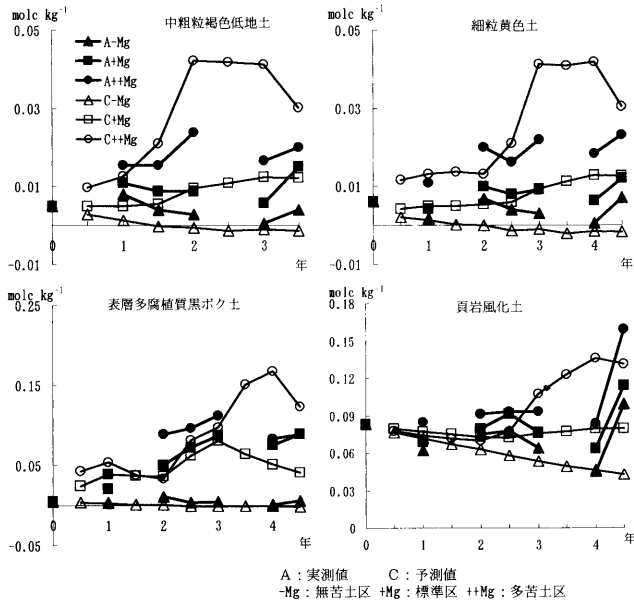 molc kg-1
中粗粒褐色低地土
0.05
0.03
0.01
-0.01
A-Mg
A+Mg
A++Mg
C-Mg
C+Mg
C++Mg
0 1 2 3 年
molc kg-1
細粒黄色土
0.05
0.03
0.01
-0.01
0 1 2 3 4 年
molc kg-1
表層多腐植質黒ボク土
0.25
0.15
0.05
-0.05
0 1 2 3 4 年
molc kg-1
頁岩風化土
0.18
0.15
0.12
0.09
0.06
0.03
0
0 1 2 3 4 年
A：実測値 C：予測値
-Mg：無苦土区 +Mg：標準区 ++Mg：多苦土区